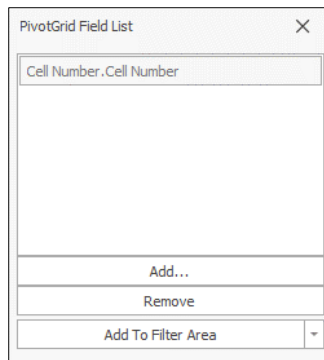 PivotGrid Field List
Cell Number.Cell Number
Add...
Remove
Add To Filter Area